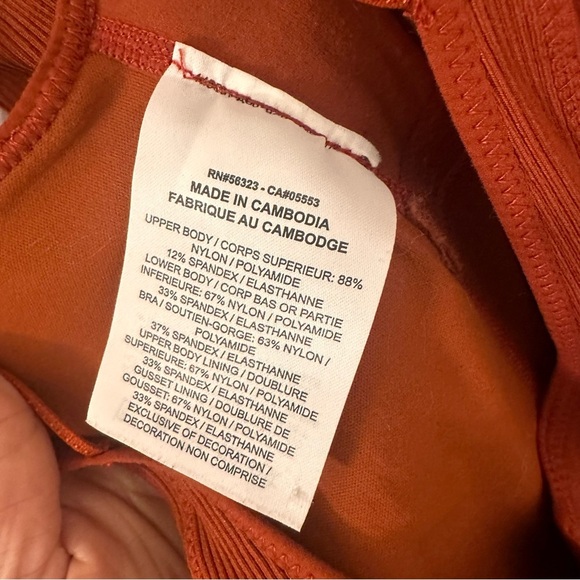 RN#56323 - CA#05553
MADE IN CAMBODIA
FABRIQUE AU CAMBODGE
UPPER BODY / CORPS SUPERIEUR: 88%
NYLON / POLYAMIDE
12% SPANDEX / ELASTHANNE
LOWER BODY / CORP BAS OR PARTIE
INFERIEURE: 67% NYLON / POLYAMIDE
33% SPANDEX / ELASTHANNE
BRA / SOUTIEN-GORGE: 63% NYLON /
POLYAMIDE
37% SPANDEX / ELASTHANNE
UPPER BODY LINING / DOUBLURE
SUPERIEURE: 67% NYLON / POLYAMIDE
33% SPANDEX / ELASTHANNE
GUSSET LINING / DOUBLURE DE
GOUSSET: 67% NYLON / POLYAMIDE
33% SPANDEX / ELASTHANNE
EXCLUSIVE OF DECORATION /
DECORATION NON COMPRISE